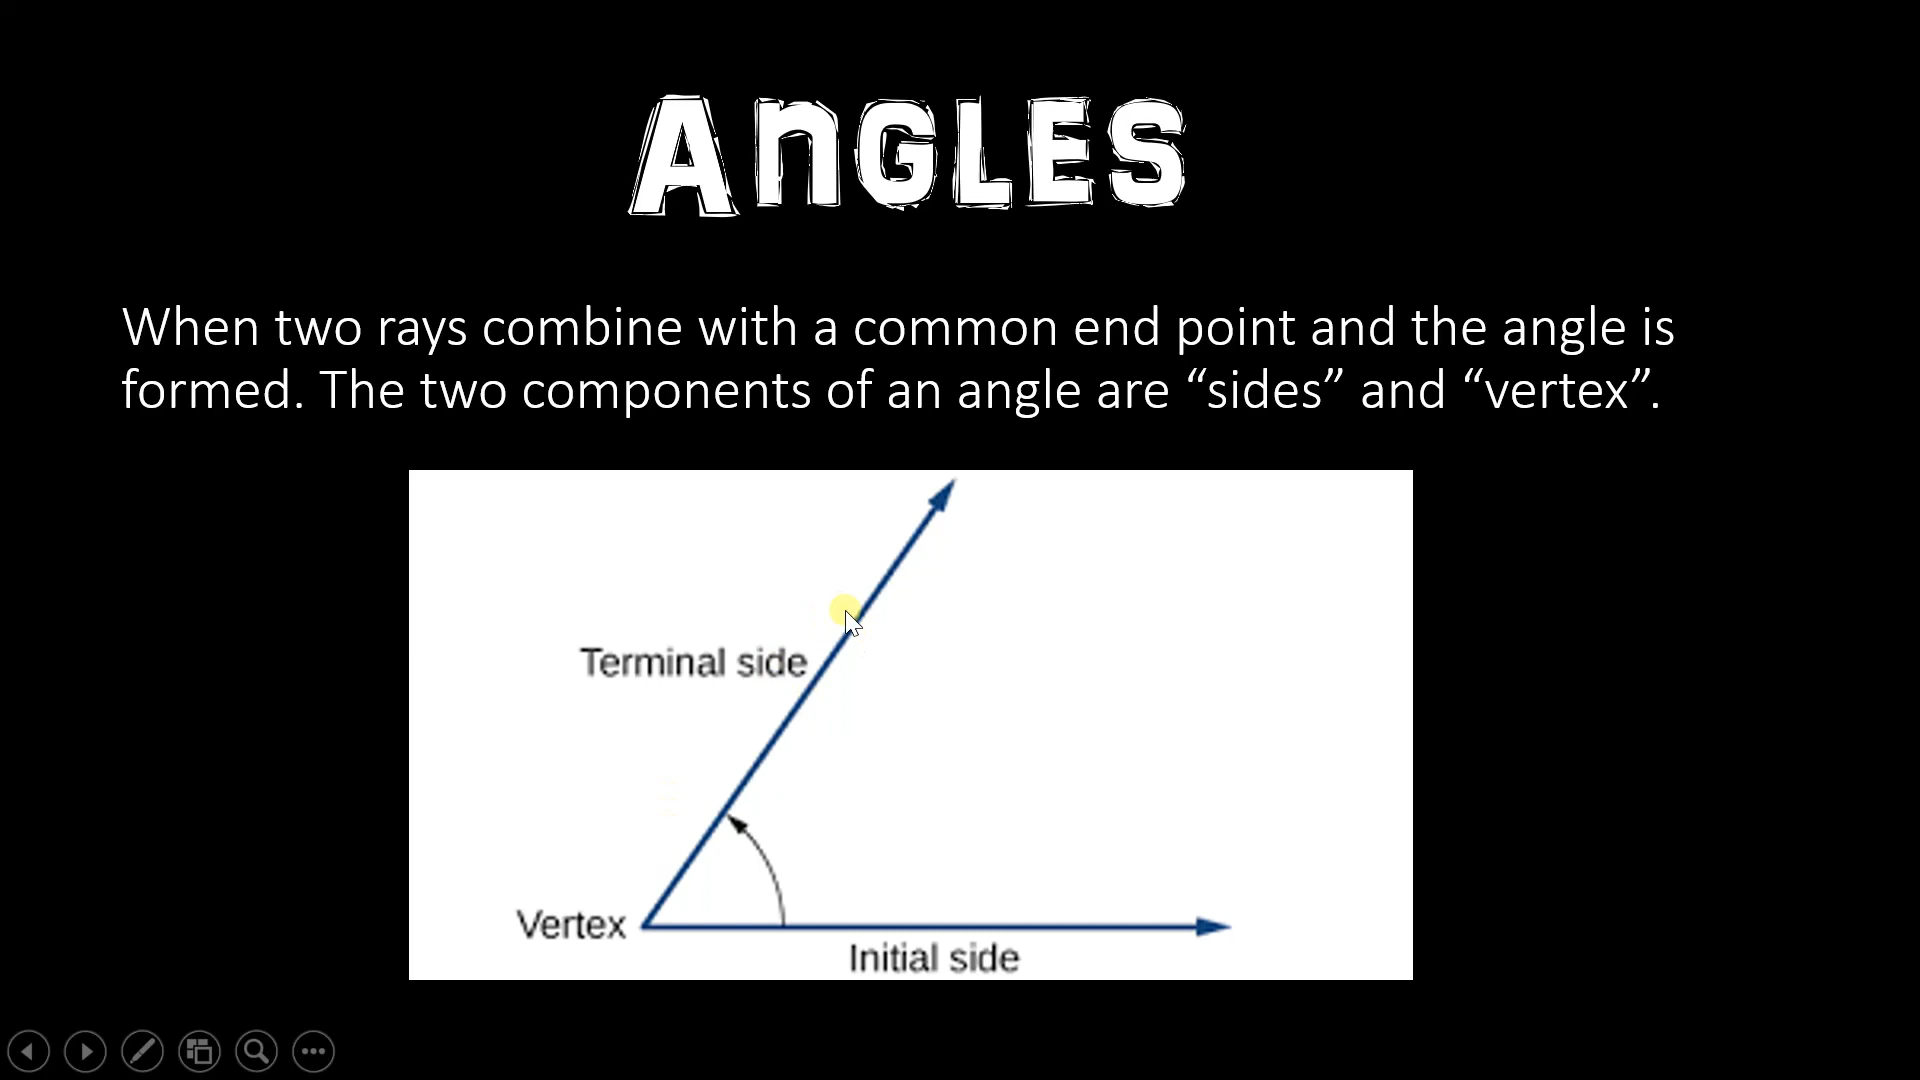 AnGLES
When two rays combine with a common end point and the angle is
formed. The two components of an angle are “sides” and “vertex”.
Terminal side
Vertex
Initial side